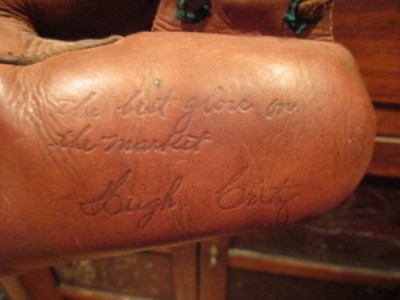 the best glove on
the market
Hugh Critz